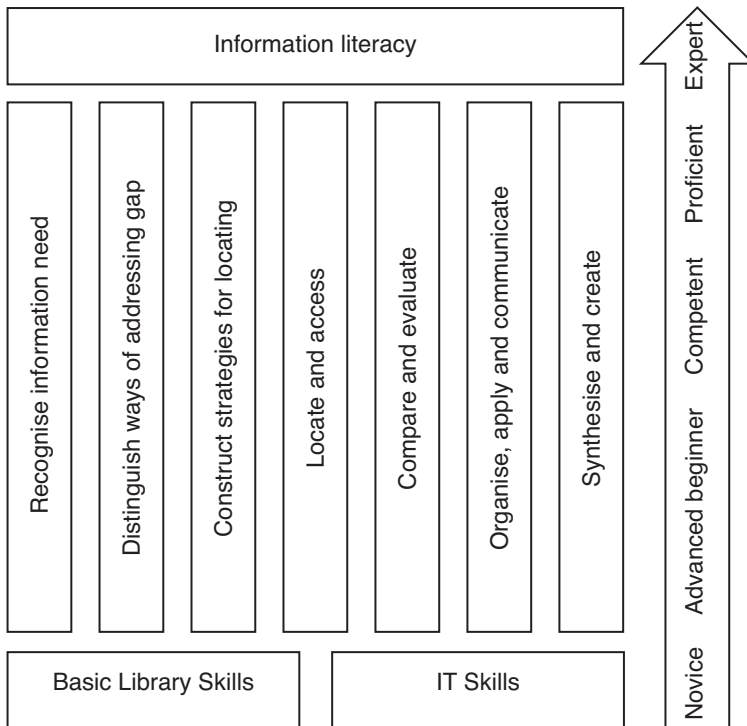 Information literacy
Recognise information need
Distinguish ways of addressing gap
Construct strategies for locating
Locate and access
Compare and evaluate
Organise, apply and communicate
Synthesise and create
Basic Library Skills
IT Skills
Novice
Advanced beginner
Competent
Proficient
Expert